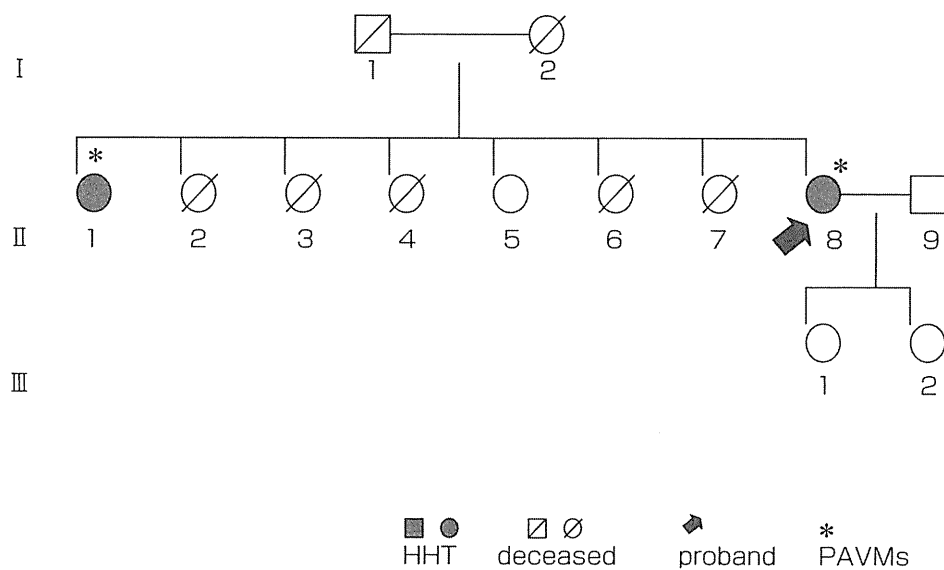 I
1 2
* *
II
1 2 3 4 5 6 7 8 9
III
1 2
*
HHT deceased proband PAVMs